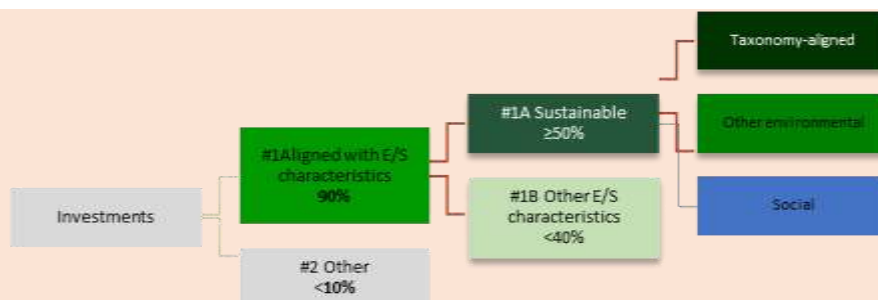 Taxonomy-aligned
#1A Sustainable
≥50%
Other environmental
#1Aligned with E/S
characteristics
90%
#1B Other E/S
characteristics
<40%
Social
Investments
#2 Other
<10%